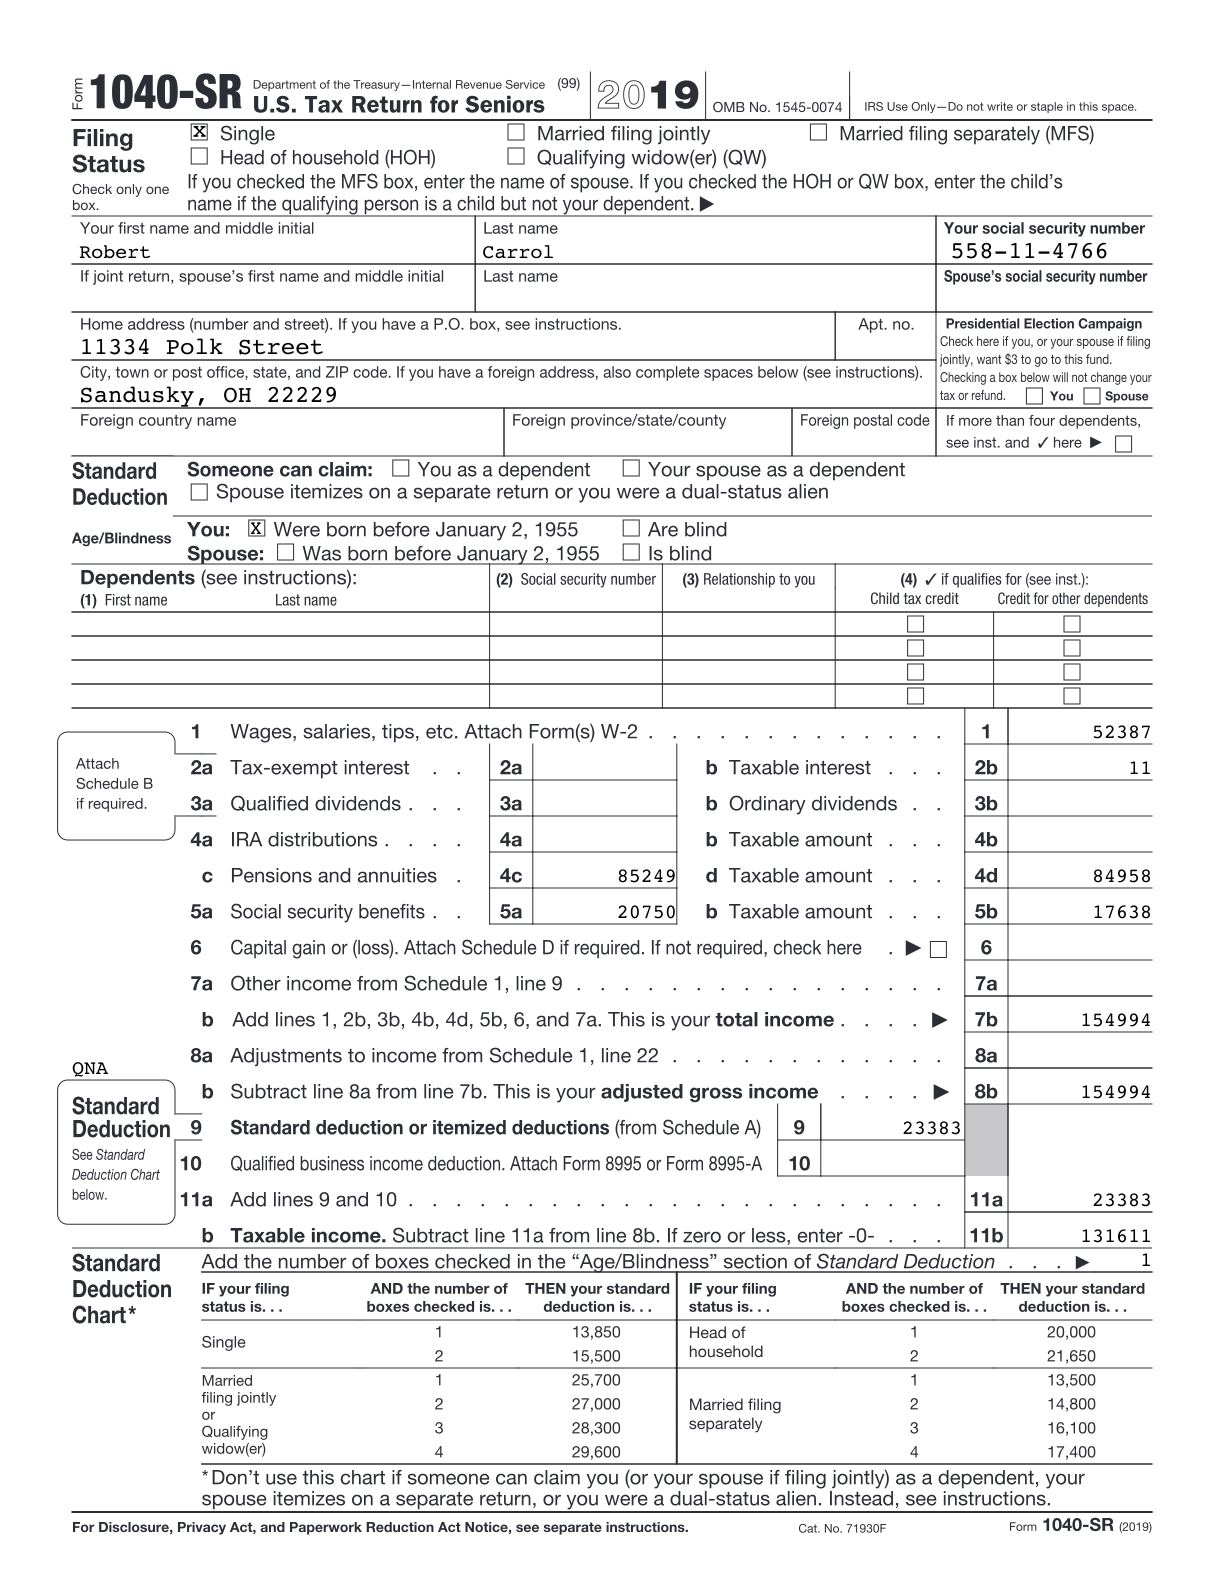 Form 1040-SR Department of the Treasury—Internal Revenue Service (99) U.S. Tax Return for Seniors 2019 OMB No. 1545-0074 IRS Use Only—Do not write or staple in this space.
Filing Status
Check only one box.
X Single Married filing jointly Married filing separately (MFS)
Head of household (HOH) Qualifying widow(er) (QW)
If you checked the MFS box, enter the name of spouse. If you checked the HOH or QW box, enter the child's
name if the qualifying person is a child but not your dependent. ▶
Your first name and middle initial Last name Your social security number
Robert Carrol 558-11-4766
If joint return, spouse's first name and middle initial Last name Spouse's social security number
Home address (number and street). If you have a P.O. box, see instructions. Apt. no.
11334 Polk Street
City, town or post office, state, and ZIP code. If you have a foreign address, also complete spaces below (see instructions).
Sandusky, OH 22229
Presidential Election Campaign
Check here if you, or your spouse if filing
jointly, want $3 to go to this fund.
Checking a box below will not change your
tax or refund. You Spouse
Foreign country name Foreign province/state/county Foreign postal code
If more than four dependents,
see inst. and ✓ here ▶
Standard Deduction
Someone can claim: You as a dependent Your spouse as a dependent
Spouse itemizes on a separate return or you were a dual-status alien
Age/Blindness
You: X Were born before January 2, 1955 Are blind
Spouse: Was born before January 2, 1955 Is blind
Dependents (see instructions): (2) Social security number (3) Relationship to you (4) ✓ if qualifies for (see inst.):
(1) First name Last name Child tax credit Credit for other dependents
1 Wages, salaries, tips, etc. Attach Form(s) W-2 . . . . . . . . . . . . . 1 52387
Attach
Schedule B
if required.
2a Tax-exempt interest . . 2a b Taxable interest . . . 2b 11
3a Qualified dividends . . . 3a b Ordinary dividends . . 3b
4a IRA distributions . . . . 4a b Taxable amount . . . 4b
c Pensions and annuities . 4c 85249 d Taxable amount . . . 4d 84958
5a Social security benefits . . 5a 20750 b Taxable amount . . . 5b 17638
6 Capital gain or (loss). Attach Schedule D if required. If not required, check here . ▶ 6
7a Other income from Schedule 1, line 9 . . . . . . . . . . . . . . . . 7a
b Add lines 1, 2b, 3b, 4b, 4d, 5b, 6, and 7a. This is your total income . . . . ▶ 7b 154994
8a Adjustments to income from Schedule 1, line 22 . . . . . . . . . . . . 8a
QNA
b Subtract line 8a from line 7b. This is your adjusted gross income . . . . ▶ 8b 154994
Standard
Deduction
See Standard
Deduction Chart
below.
9 Standard deduction or itemized deductions (from Schedule A) 9 23383
10 Qualified business income deduction. Attach Form 8995 or Form 8995-A 10
11a Add lines 9 and 10 . . . . . . . . . . . . . . . . . . . . . . . 11a 23383
b Taxable income. Subtract line 11a from line 8b. If zero or less, enter -0- . . . 11b 131611
Standard
Deduction
Chart*
Add the number of boxes checked in the “Age/Blindness” section of Standard Deduction . . . ▶ 1
IF your filing status is. . . AND the number of boxes checked is. . . THEN your standard deduction is. . . IF your filing status is. . . AND the number of boxes checked is. . . THEN your standard deduction is. . .
Single
1 13,850
2 15,500
Head of household
1 20,000
2 21,650
Married
filing jointly
or
Qualifying
widow(er)
1 25,700
2 27,000
3 28,300
4 29,600
Married filing
separately
1 13,500
2 14,800
3 16,100
4 17,400
*Don't use this chart if someone can claim you (or your spouse if filing jointly) as a dependent, your
spouse itemizes on a separate return, or you were a dual-status alien. Instead, see instructions.
For Disclosure, Privacy Act, and Paperwork Reduction Act Notice, see separate instructions. Cat. No. 71930F Form 1040-SR (2019)